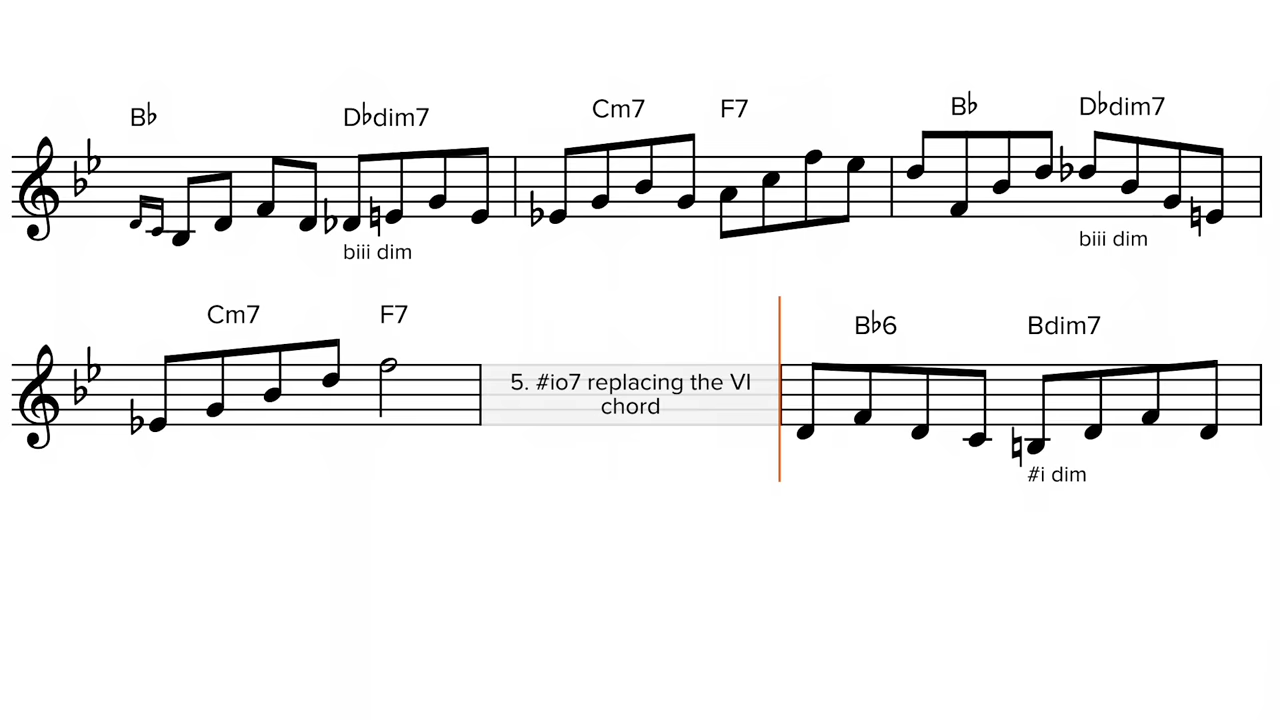 B♭ D♭dim7 Cm7 F7 B♭ D♭dim7
biii dim biii dim
Cm7 F7 B♭6 Bdim7
5. #io7 replacing the VI
chord
#i dim